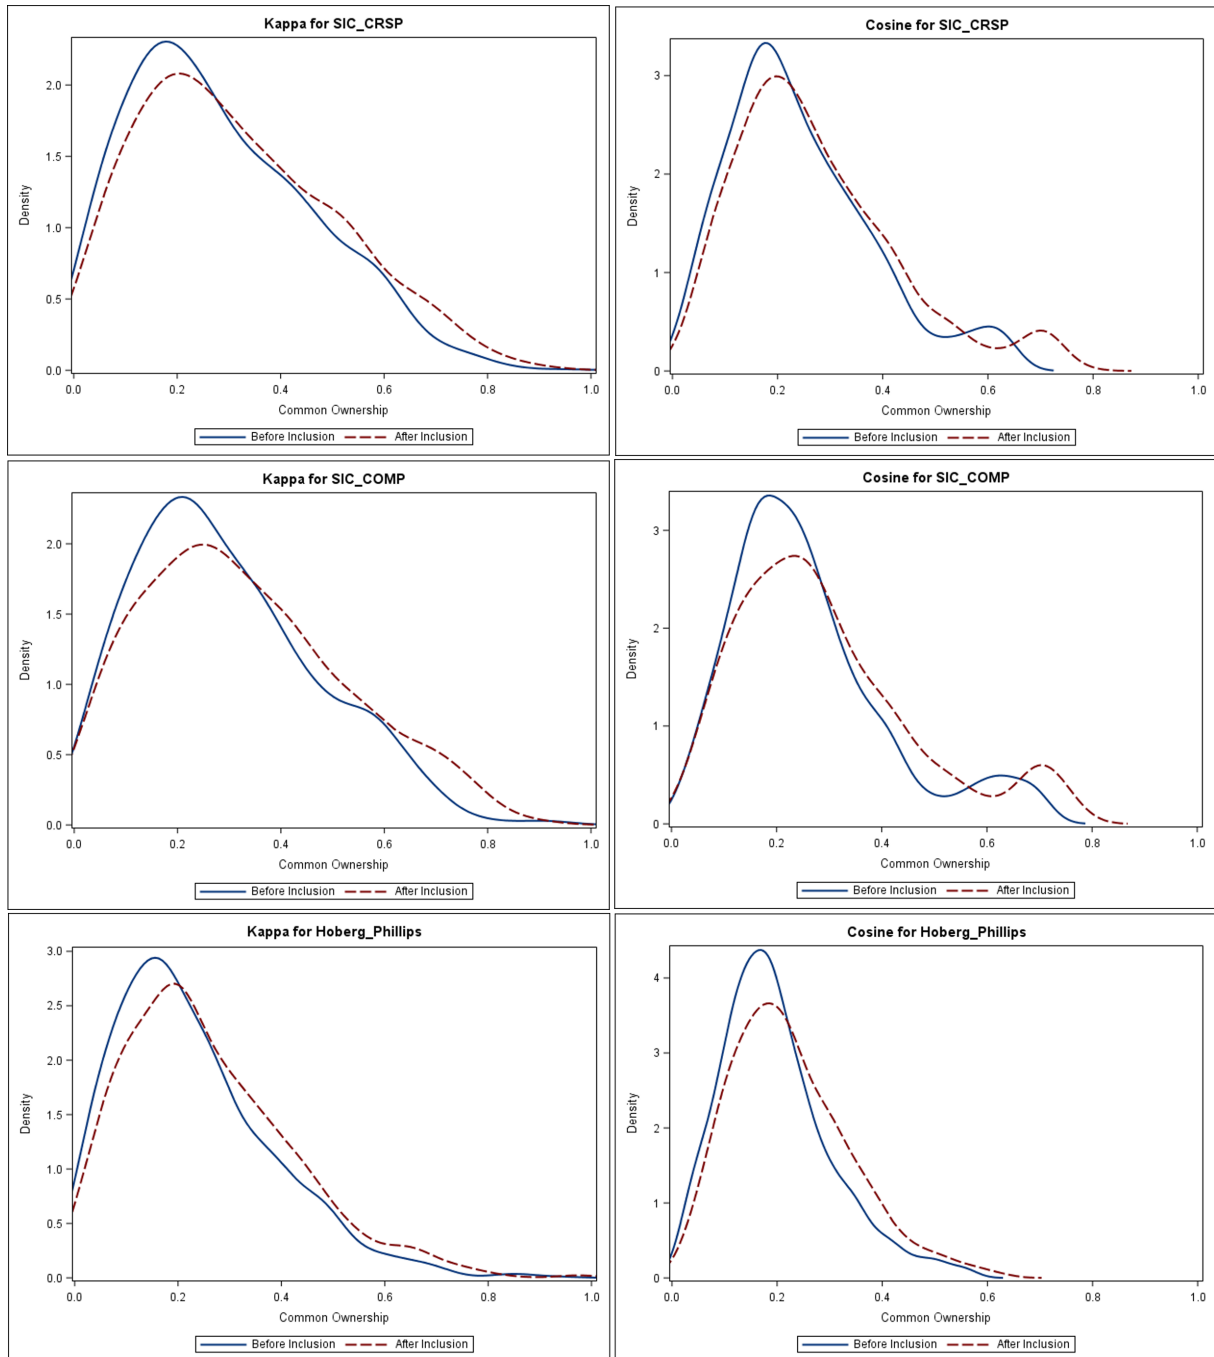 Kappa for SIC_CRSP
Density
2.0
1.5
1.0
0.5
0.0
0.0 0.2 0.4 0.6 0.8 1.0
Common Ownership
Before Inclusion After Inclusion
Cosine for SIC_CRSP
Density
3
2
1
0
0.0 0.2 0.4 0.6 0.8 1.0
Common Ownership
Before Inclusion After Inclusion
Kappa for SIC_COMP
Density
2.0
1.5
1.0
0.5
0.0
0.0 0.2 0.4 0.6 0.8 1.0
Common Ownership
Before Inclusion After Inclusion
Cosine for SIC_COMP
Density
3
2
1
0
0.0 0.2 0.4 0.6 0.8 1.0
Common Ownership
Before Inclusion After Inclusion
Kappa for Hoberg_Phillips
Density
3.0
2.5
2.0
1.5
1.0
0.5
0.0
0.0 0.2 0.4 0.6 0.8 1.0
Common Ownership
Before Inclusion After Inclusion
Cosine for Hoberg_Phillips
Density
4
3
2
1
0
0.0 0.2 0.4 0.6 0.8 1.0
Common Ownership
Before Inclusion After Inclusion